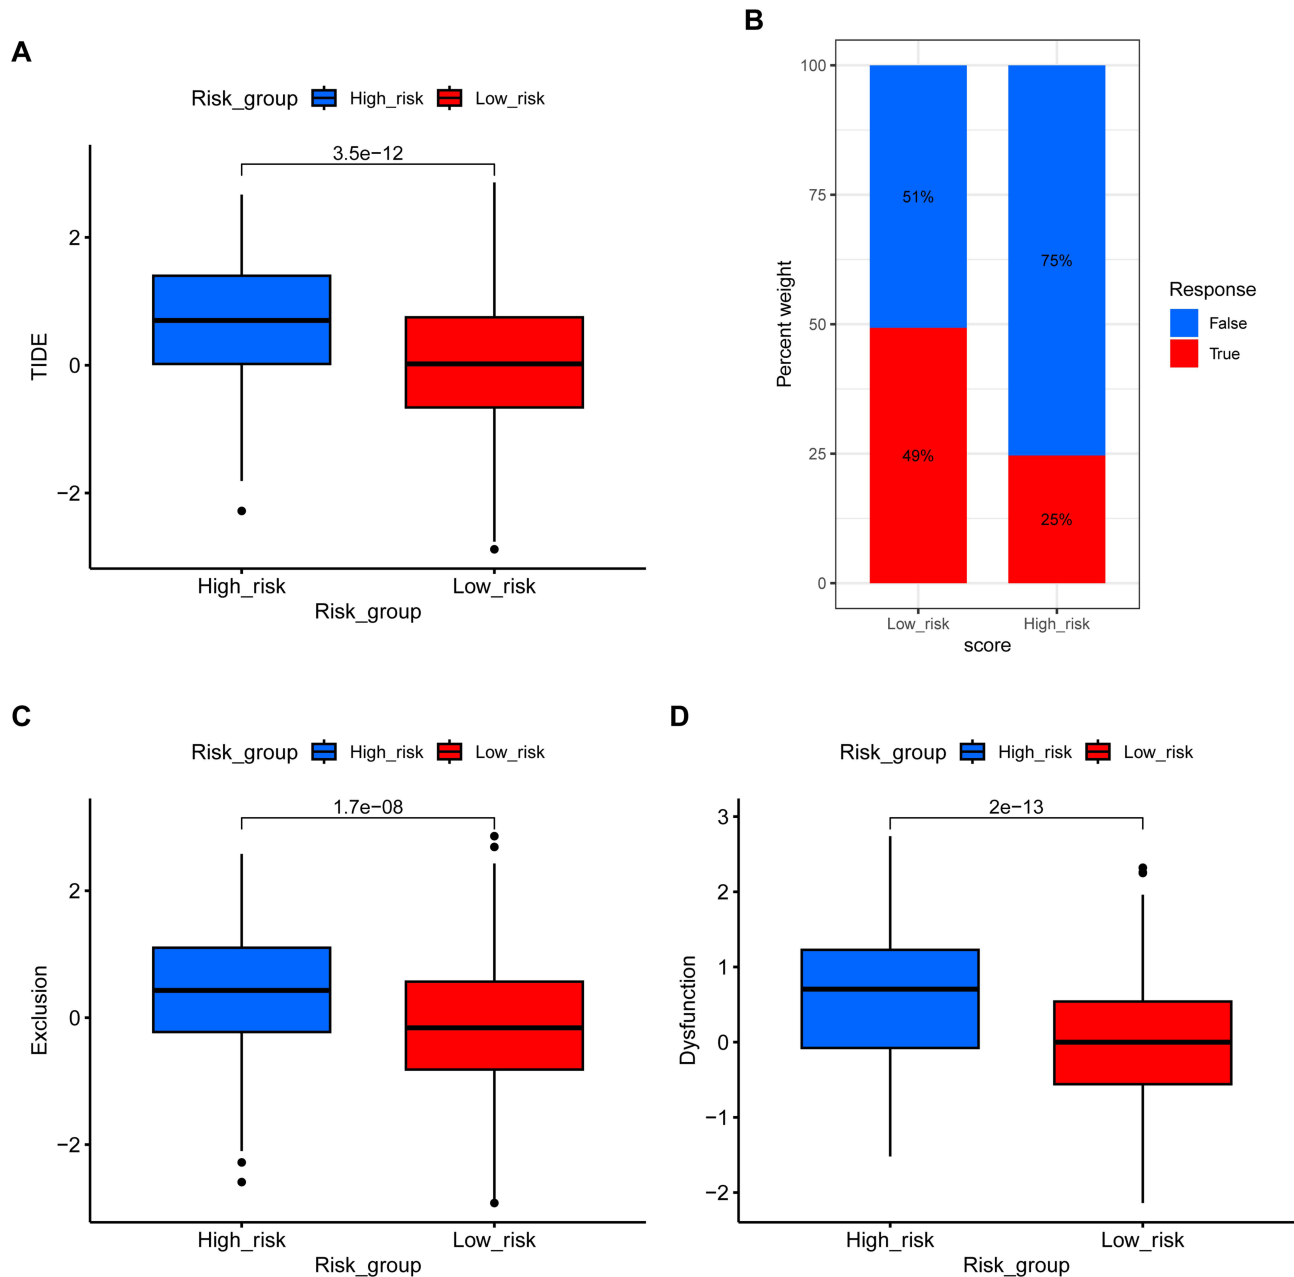 A
Risk_group High_risk Low_risk
3.5e−12
2
0
−2
TIDE
High_risk Low_risk
Risk_group
B
100
75
50
25
0
Percent weight
51%
75%
49%
25%
Low_risk High_risk
score
Response
False
True
C
Risk_group High_risk Low_risk
1.7e−08
2
0
−2
Exclusion
High_risk Low_risk
Risk_group
D
Risk_group High_risk Low_risk
2e−13
3
2
1
0
−1
−2
Dysfunction
High_risk Low_risk
Risk_group